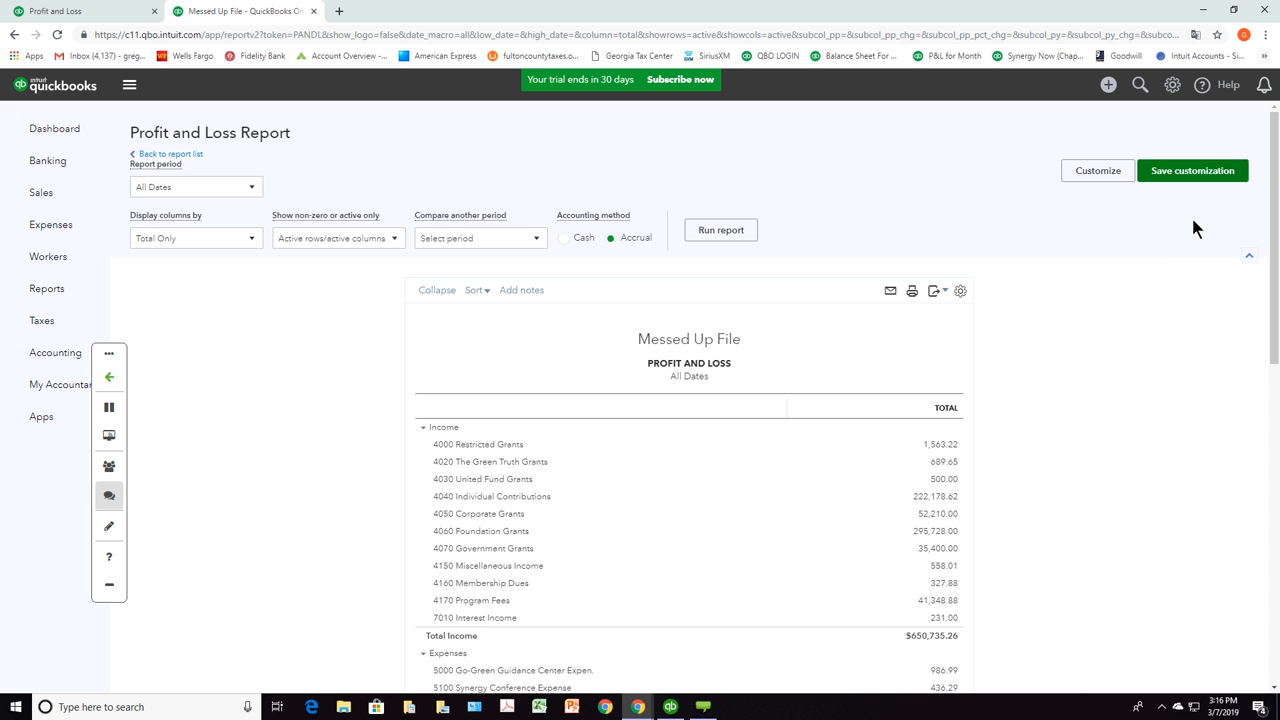 Profit and Loss
Messed Up File - QuickBooks On
https://c11.qbo.intuit.com/app/reportv2?token=PANDL&show_logo=false&date_macro=all&low_date=&high_date=&column=total&showrows=active&showcols=active&subcol_pp=&subcol_pp_chg=&subcol_pp_pct_chg=&subcol_py=&subcol_py_chg=&subco...
Apps
Inbox (4,137) - greg...
Wells Fargo
Financial Activity
Account Overview -...
American Express
fultoncountytaxes.o...
Georgia Tax Center
SiriusXM
QBO LOGIN
Balance Sheet For ...
P&L for Month
Synergy Now (Chap...
Goodwill
Intuit Accounts - Si...
intuit
quickbooks
Your trial ends in 30 days Subscribe now
Help
Dashboard
Banking
Sales
Expenses
Workers
Reports
Taxes
Accounting
My Accountan
Apps
Profit and Loss Report
Back to report list
Report period
All Dates
Customize
Save customization
Display columns by
Show non-zero or active only
Compare another period
Accounting method
Total Only
Active rows/active columns
Select period
Cash
Accrual
Run report
Collapse Sort Add notes
Messed Up File
PROFIT AND LOSS
All Dates
TOTAL
Income
4000 Restricted Grants 1,563.22
4020 The Green Truth Grants 689.65
4030 United Fund Grants 500.00
4040 Individual Contributions 222,178.62
4050 Corporate Grants 52,210.00
4060 Foundation Grants 295,728.00
4070 Government Grants 35,400.00
4150 Miscellaneous Income 558.01
4160 Membership Dues 327.88
4170 Program Fees 41,348.88
7010 Interest Income 231.00
Total Income $650,735.26
Expenses
5000 Go-Green Guidance Center Expen. 986.99
5100 Synergy Conference Expense 436.29
Type here to search
3:16 PM
3/7/2019